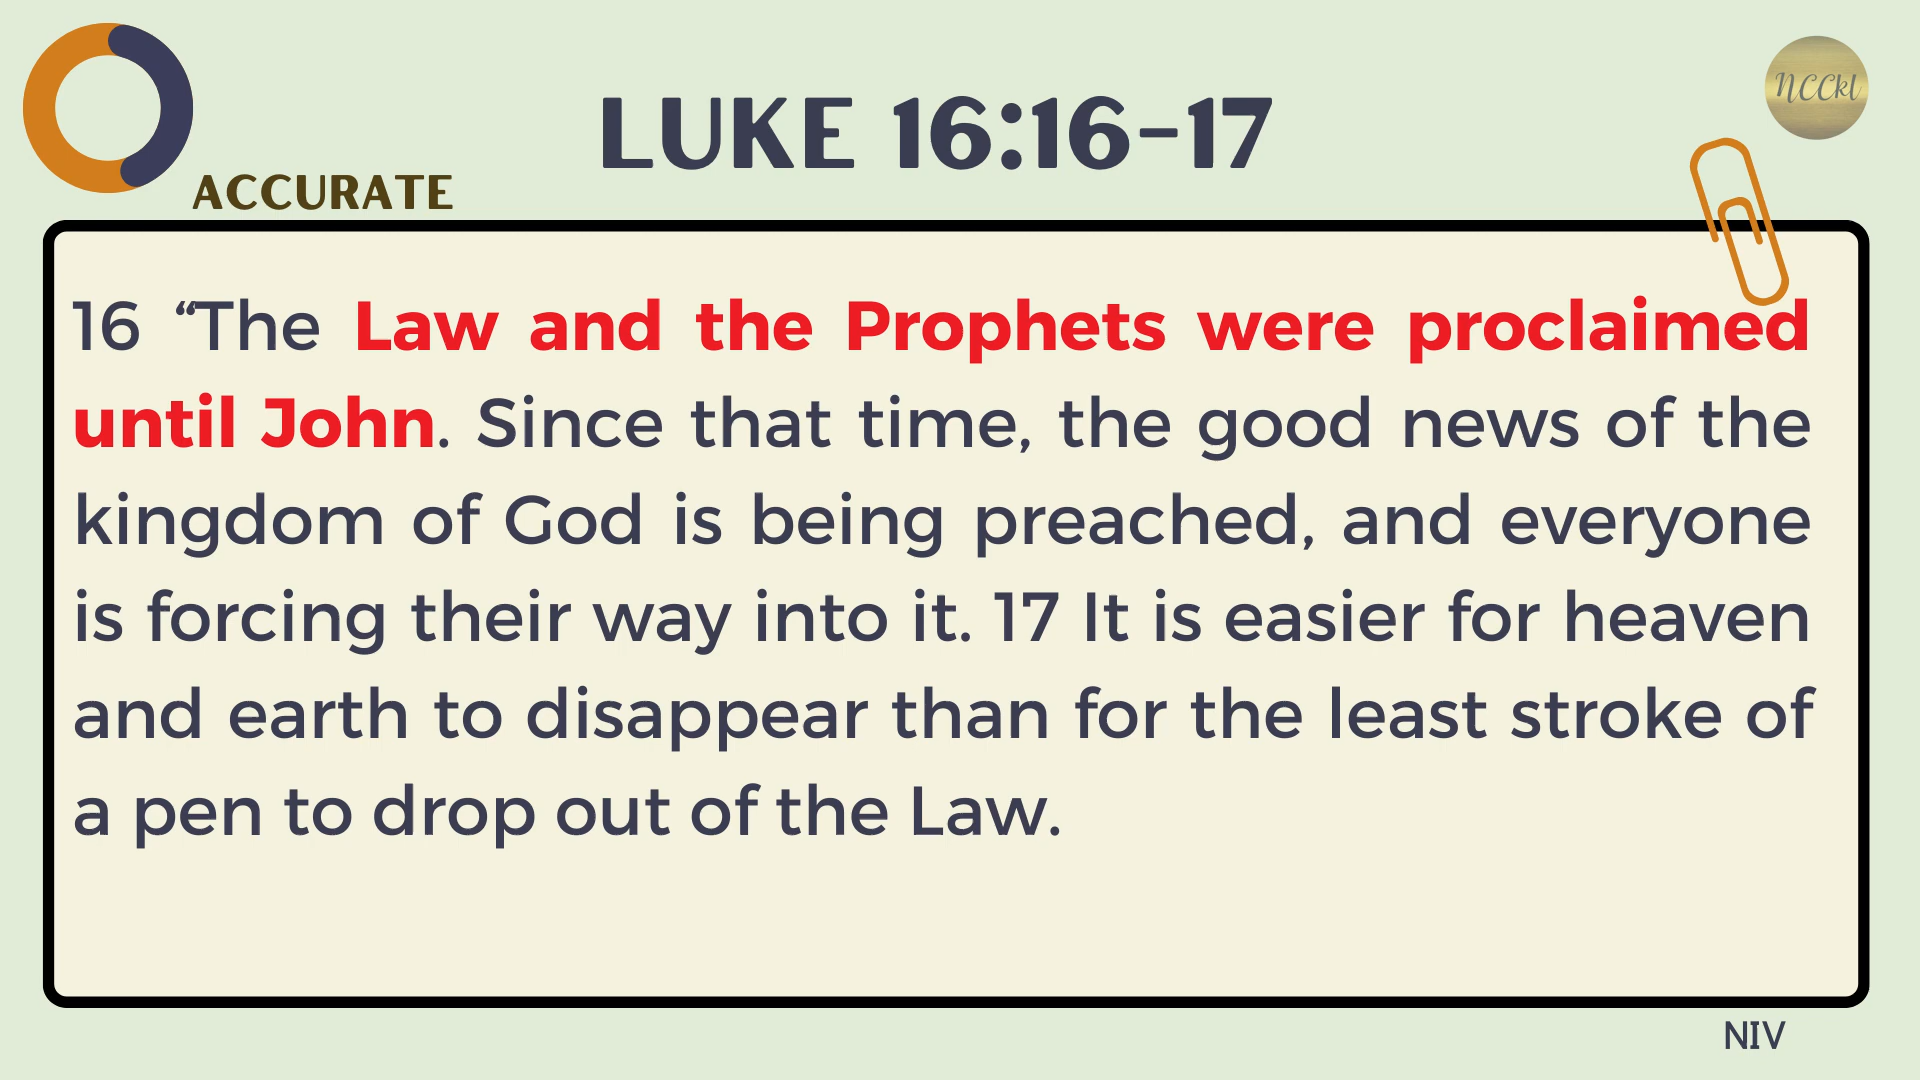 NCCkl
LUKE 16:16-17
ACCURATE
16 “The Law and the Prophets were proclaimed
until John. Since that time, the good news of the
kingdom of God is being preached, and everyone
is forcing their way into it. 17 It is easier for heaven
and earth to disappear than for the least stroke of
a pen to drop out of the Law.
NIV